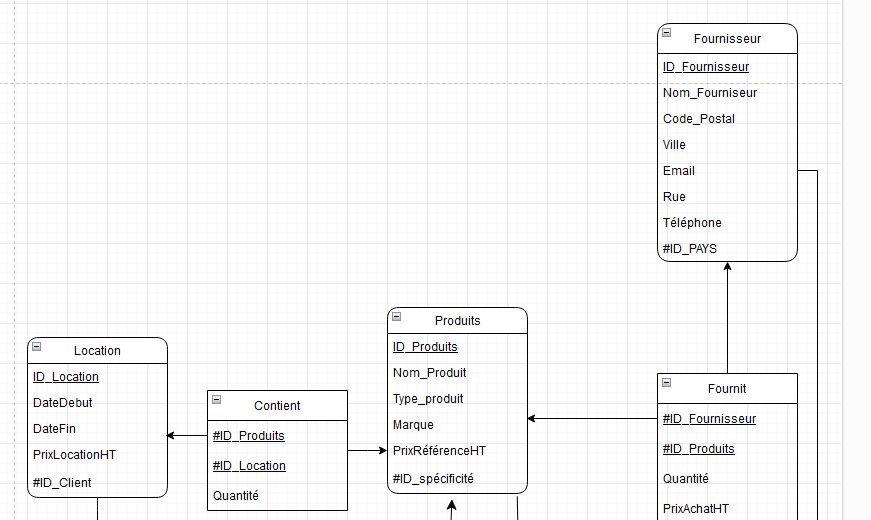 Fournisseur
ID_Fournisseur
Nom_Fourniseur
Code_Postal
Ville
Email
Rue
Téléphone
#ID_PAYS
Produits
ID_Produits
Nom_Produit
Type_produit
Marque
PrixRéférenceHT
#ID_spécificité
Location
ID_Location
DateDebut
DateFin
PrixLocationHT
#ID_Client
Contient
#ID_Produits
#ID_Location
Quantité
Fournit
#ID_Fournisseur
#ID_Produits
Quantité
PrixAchatHT